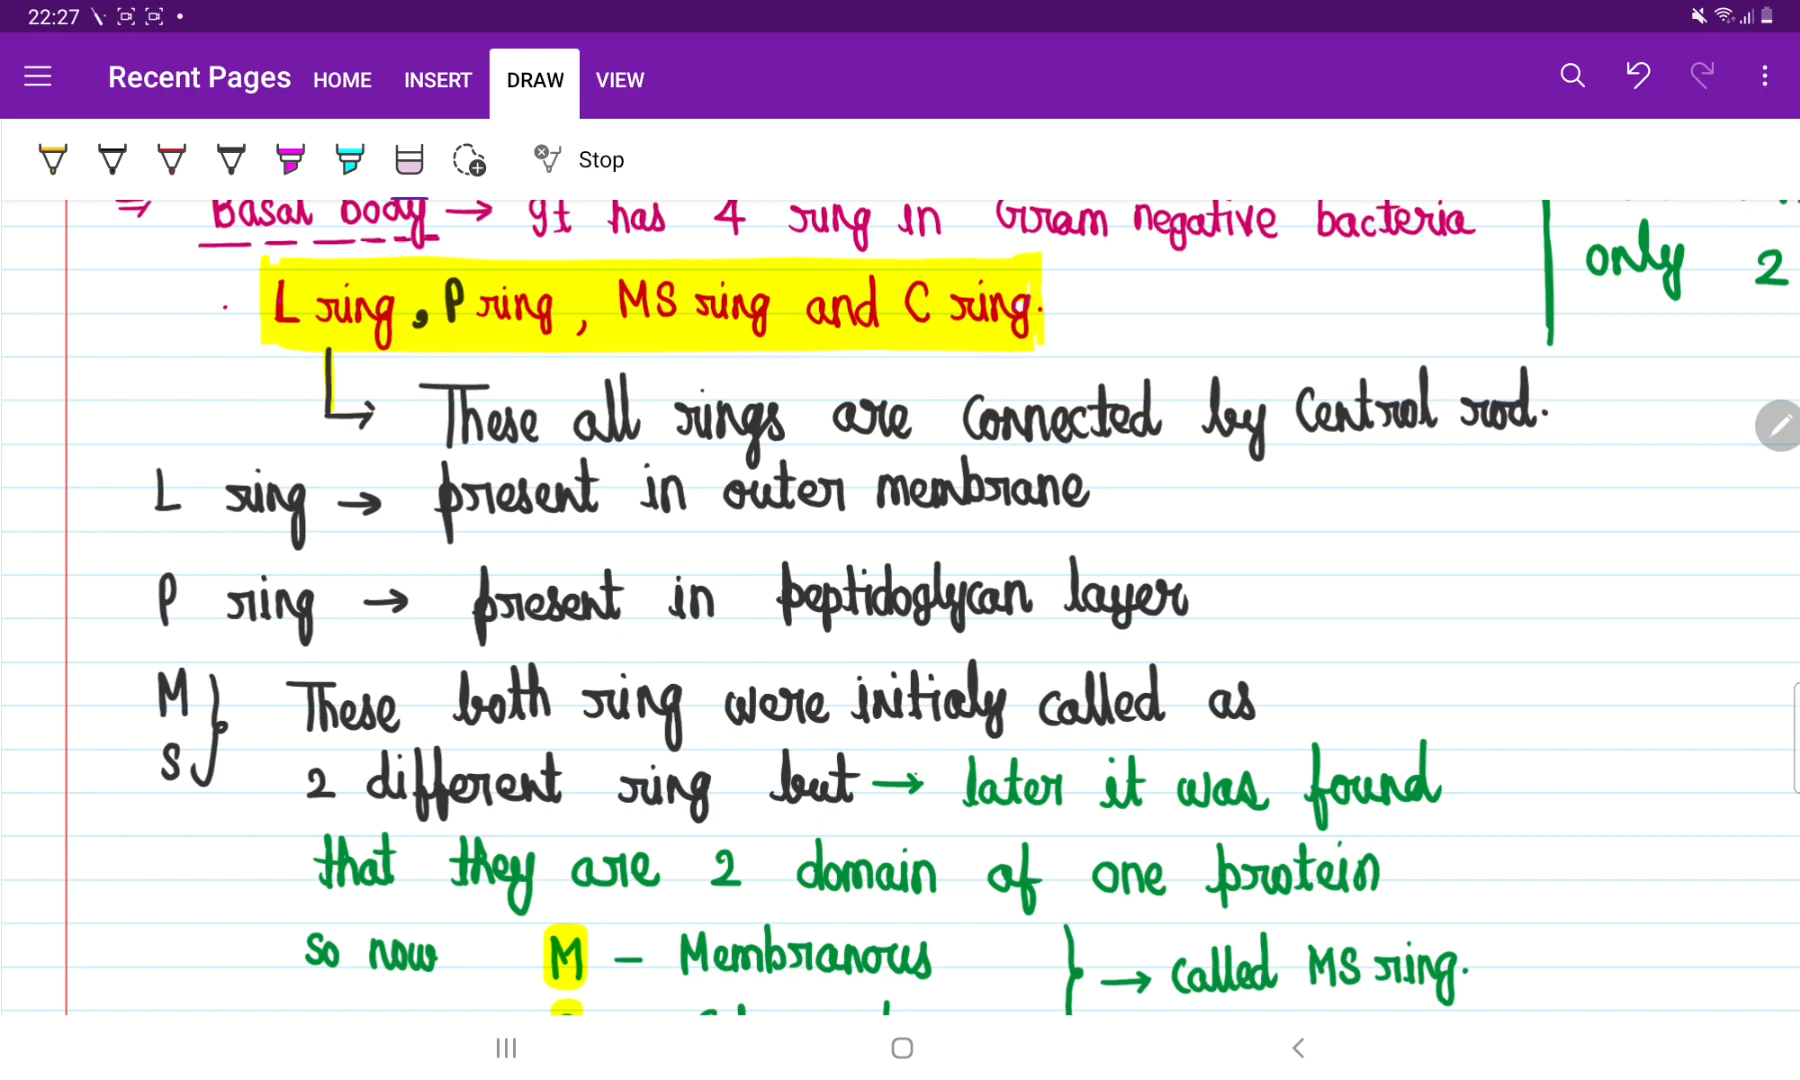 22:27
Recent Pages HOME INSERT DRAW VIEW
Stop
⇒ Basal body → It has 4 ring in Gram negative bacteria
only 2
L ring, P ring, MS ring and C ring.
↳ These all rings are connected by Central rod.
L ring → present in outer membrane
P ring → present in peptidoglycan layer
M
S } These both ring were initialy called as
2 different ring but → later it was found
that they are 2 domain of one protein
so now M – Membranous } → called MS ring.